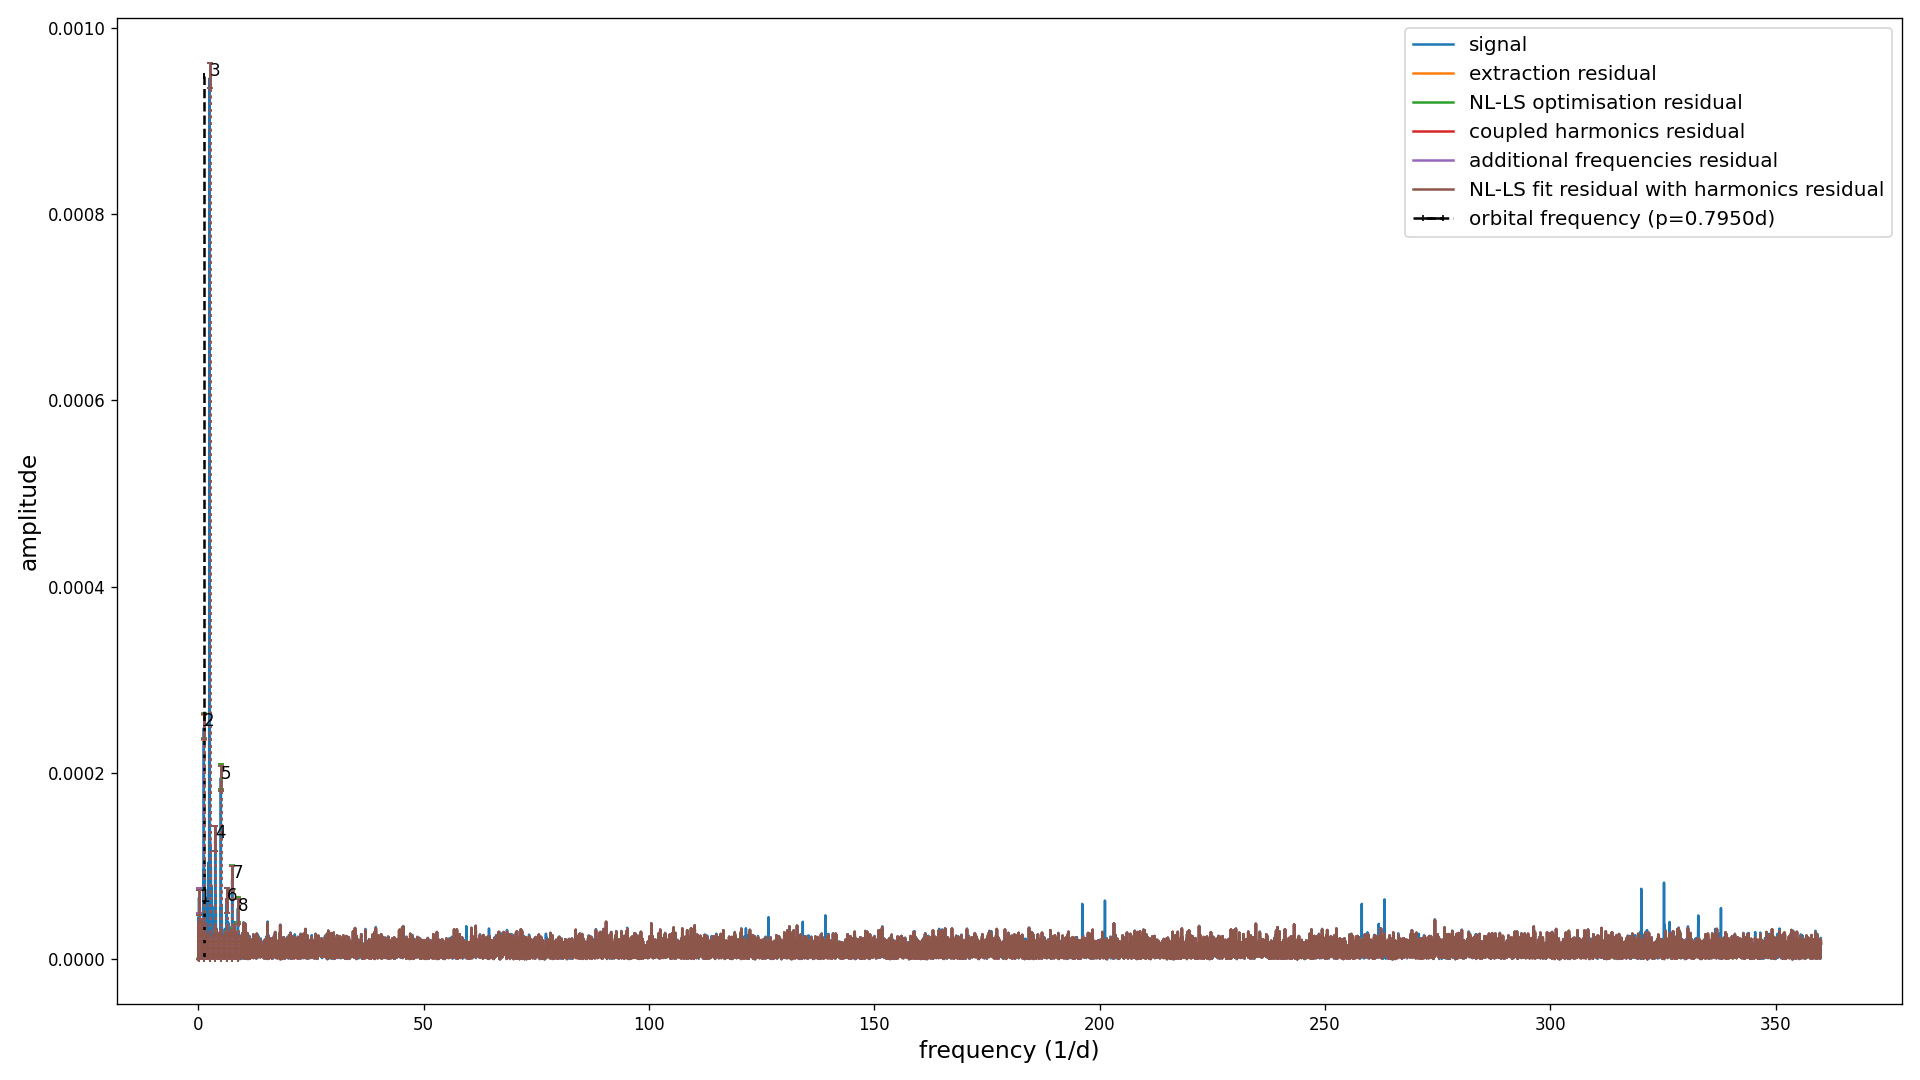 signal
extraction residual
NL-LS optimisation residual
coupled harmonics residual
additional frequencies residual
NL-LS fit residual with harmonics residual
orbital frequency (p=0.7950d)
0.0010
0.0008
0.0006
0.0004
0.0002
0.0000
amplitude
3
2
5
4
7
1
6
8
0
50
100
150
200
250
300
350
frequency (1/d)